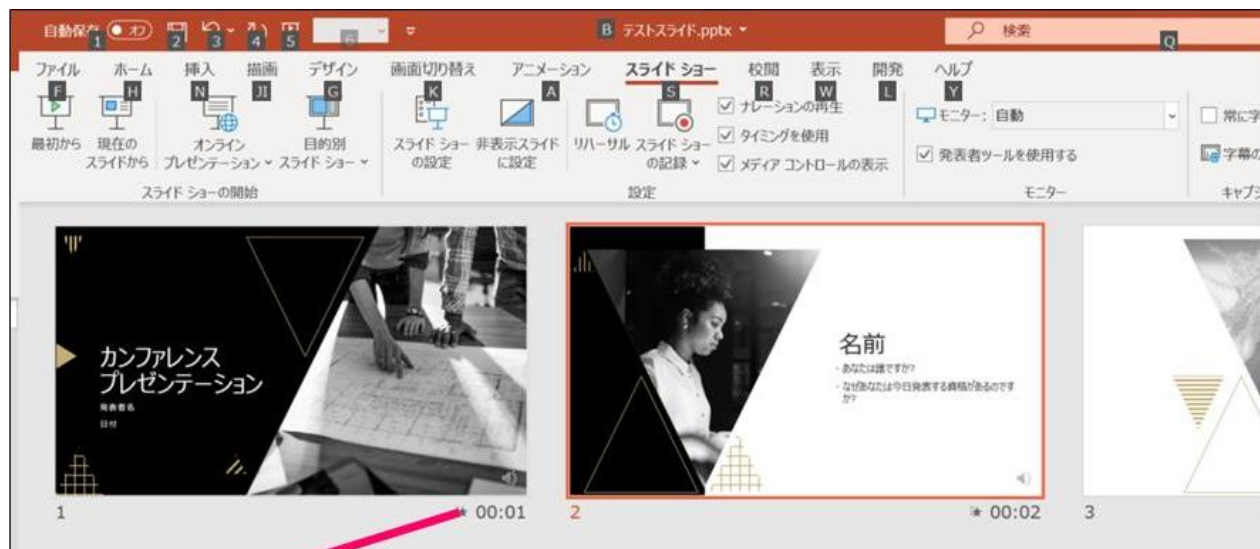 自動保存 オフ
1 2 3 4 5 6
B テストスライド.pptx
検索
Q
ファイル ホーム 挿入 描画 デザイン 画面切り替え アニメーション スライド ショー 校閲 表示 開発 ヘルプ
F H N JI G K A S R W L Y
最初から
現在の
スライドから
オンライン
プレゼンテーション
目的別
スライド ショー
スライド ショーの開始
スライド ショー
の設定
非表示スライド
に設定
リハーサル
スライド ショー
の記録
ナレーションの再生
タイミングを使用
メディア コントロールの表示
設定
モニター: 自動
発表者ツールを使用する
モニター
常に字
字幕の
キャプシ
カンファレンス
プレゼンテーション
発表者名
日付
1 00:01
名前
・あなたは誰ですか?
・なぜあなたは今日発表する資格があるのです
か?
2 00:02
3